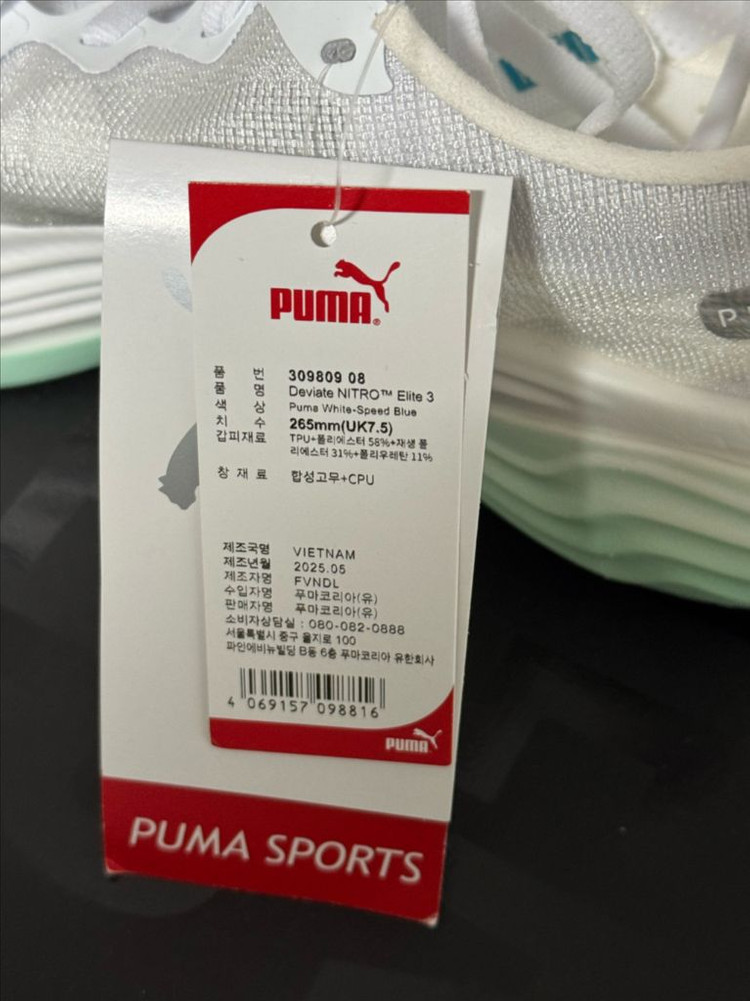 PUMA
품 번 309809 08
품 명 Deviate NITRO™ Elite 3
색 상 Puma White-Speed Blue
치 수 265mm(UK7.5)
갑피재료 TPU+폴리에스터 58%+재생 폴
리에스터 31%+폴리우레탄 11%
창 재 료 합성고무+CPU
제조국명 VIETNAM
제조년월 2025.05
제조자명 FVNDL
수입자명 푸마코리아(유)
판매자명 푸마코리아(유)
소비자상담실 : 080-082-0888
서울특별시 중구 을지로 100
파인에비뉴빌딩 B동 6층 푸마코리아 유한회사
4 069157 098816
PUMA
PUMA SPORTS